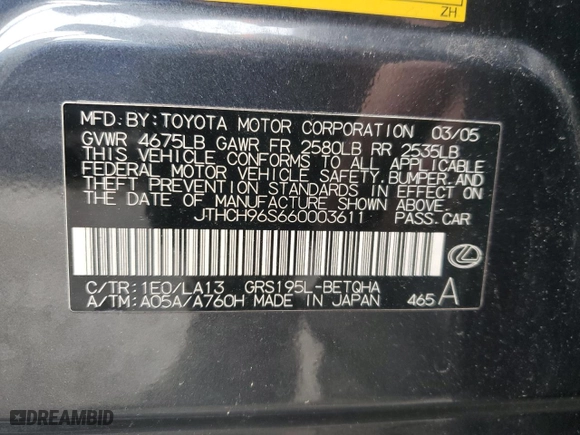 ZH
MFD. BY: TOYOTA MOTOR CORPORATION 03/05
GVWR 4675LB GAWR FR 2580LB RR 2535LB
THIS VEHICLE CONFORMS TO ALL APPLICABLE
FEDERAL MOTOR VEHICLE SAFETY, BUMPER, AND
THEFT PREVENTION STANDARDS IN EFFECT ON
THE DATE OF MANUFACTURE SHOWN ABOVE.
JTHCH96S660003611 PASS. CAR
C/TR: 1E0/LA13 GRS195L-BETQHA
A/TM: A05A/A760H MADE IN JAPAN 465 A
DREAMBID